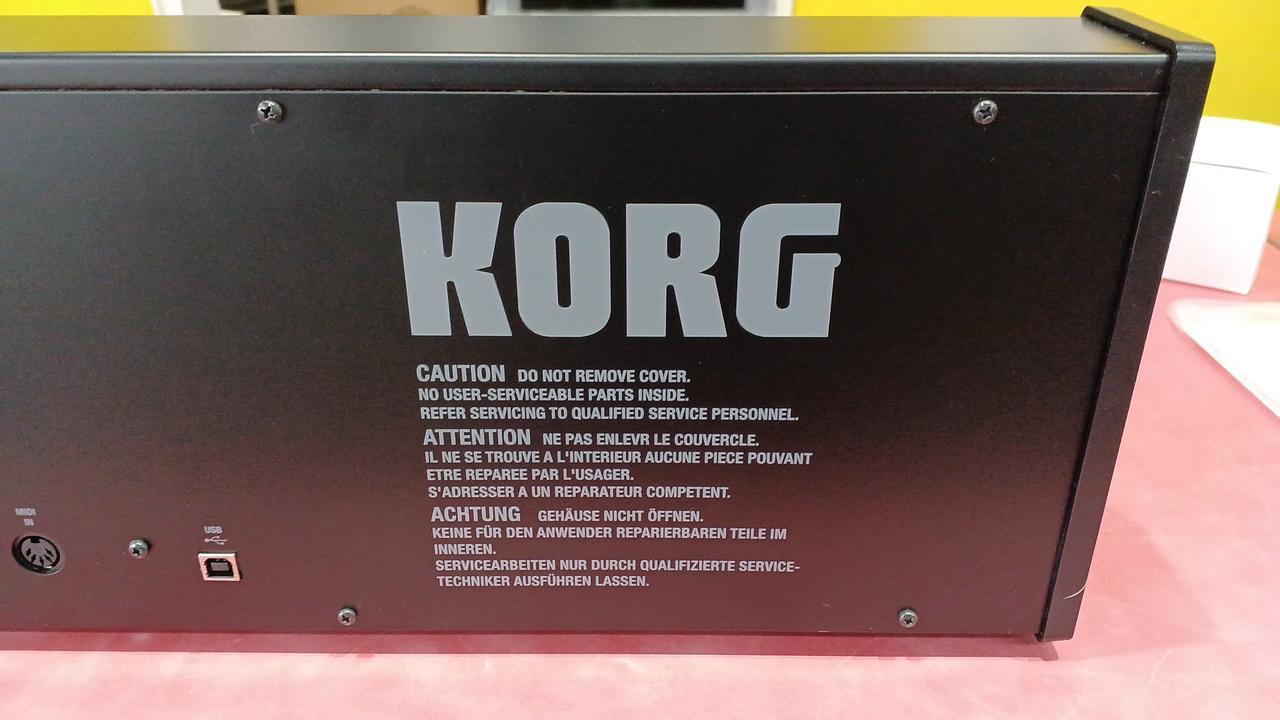 KORG
CAUTION DO NOT REMOVE COVER.
NO USER-SERVICEABLE PARTS INSIDE.
REFER SERVICING TO QUALIFIED SERVICE PERSONNEL.
ATTENTION NE PAS ENLEVR LE COUVERCLE.
IL NE SE TROUVE A L'INTERIEUR AUCUNE PIECE POUVANT
ETRE REPAREE PAR L'USAGER.
S'ADRESSER A UN REPARATEUR COMPETENT.
ACHTUNG GEHÄUSE NICHT ÖFFNEN.
KEINE FÜR DEN ANWENDER REPARIERBAREN TEILE IM
INNEREN.
SERVICEARBEITEN NUR DURCH QUALIFIZIERTE SERVICE-
TECHNIKER AUSFÜHREN LASSEN.
MIDI
IN
USB